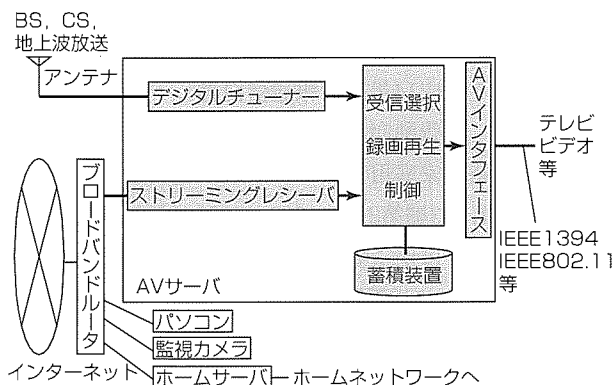 BS，CS，
地上波放送
アンテナ
デジタルチューナー
受信選択
録画再生
制御
AVインタフェース
テレビ
ビデオ
等
ブロードバンドルータ
ストリーミングレシーバ
IEEE1394
IEEE802.11
等
蓄積装置
AVサーバ
パソコン
監視カメラ
インターネット
ホームサーバ
ホームネットワークへ